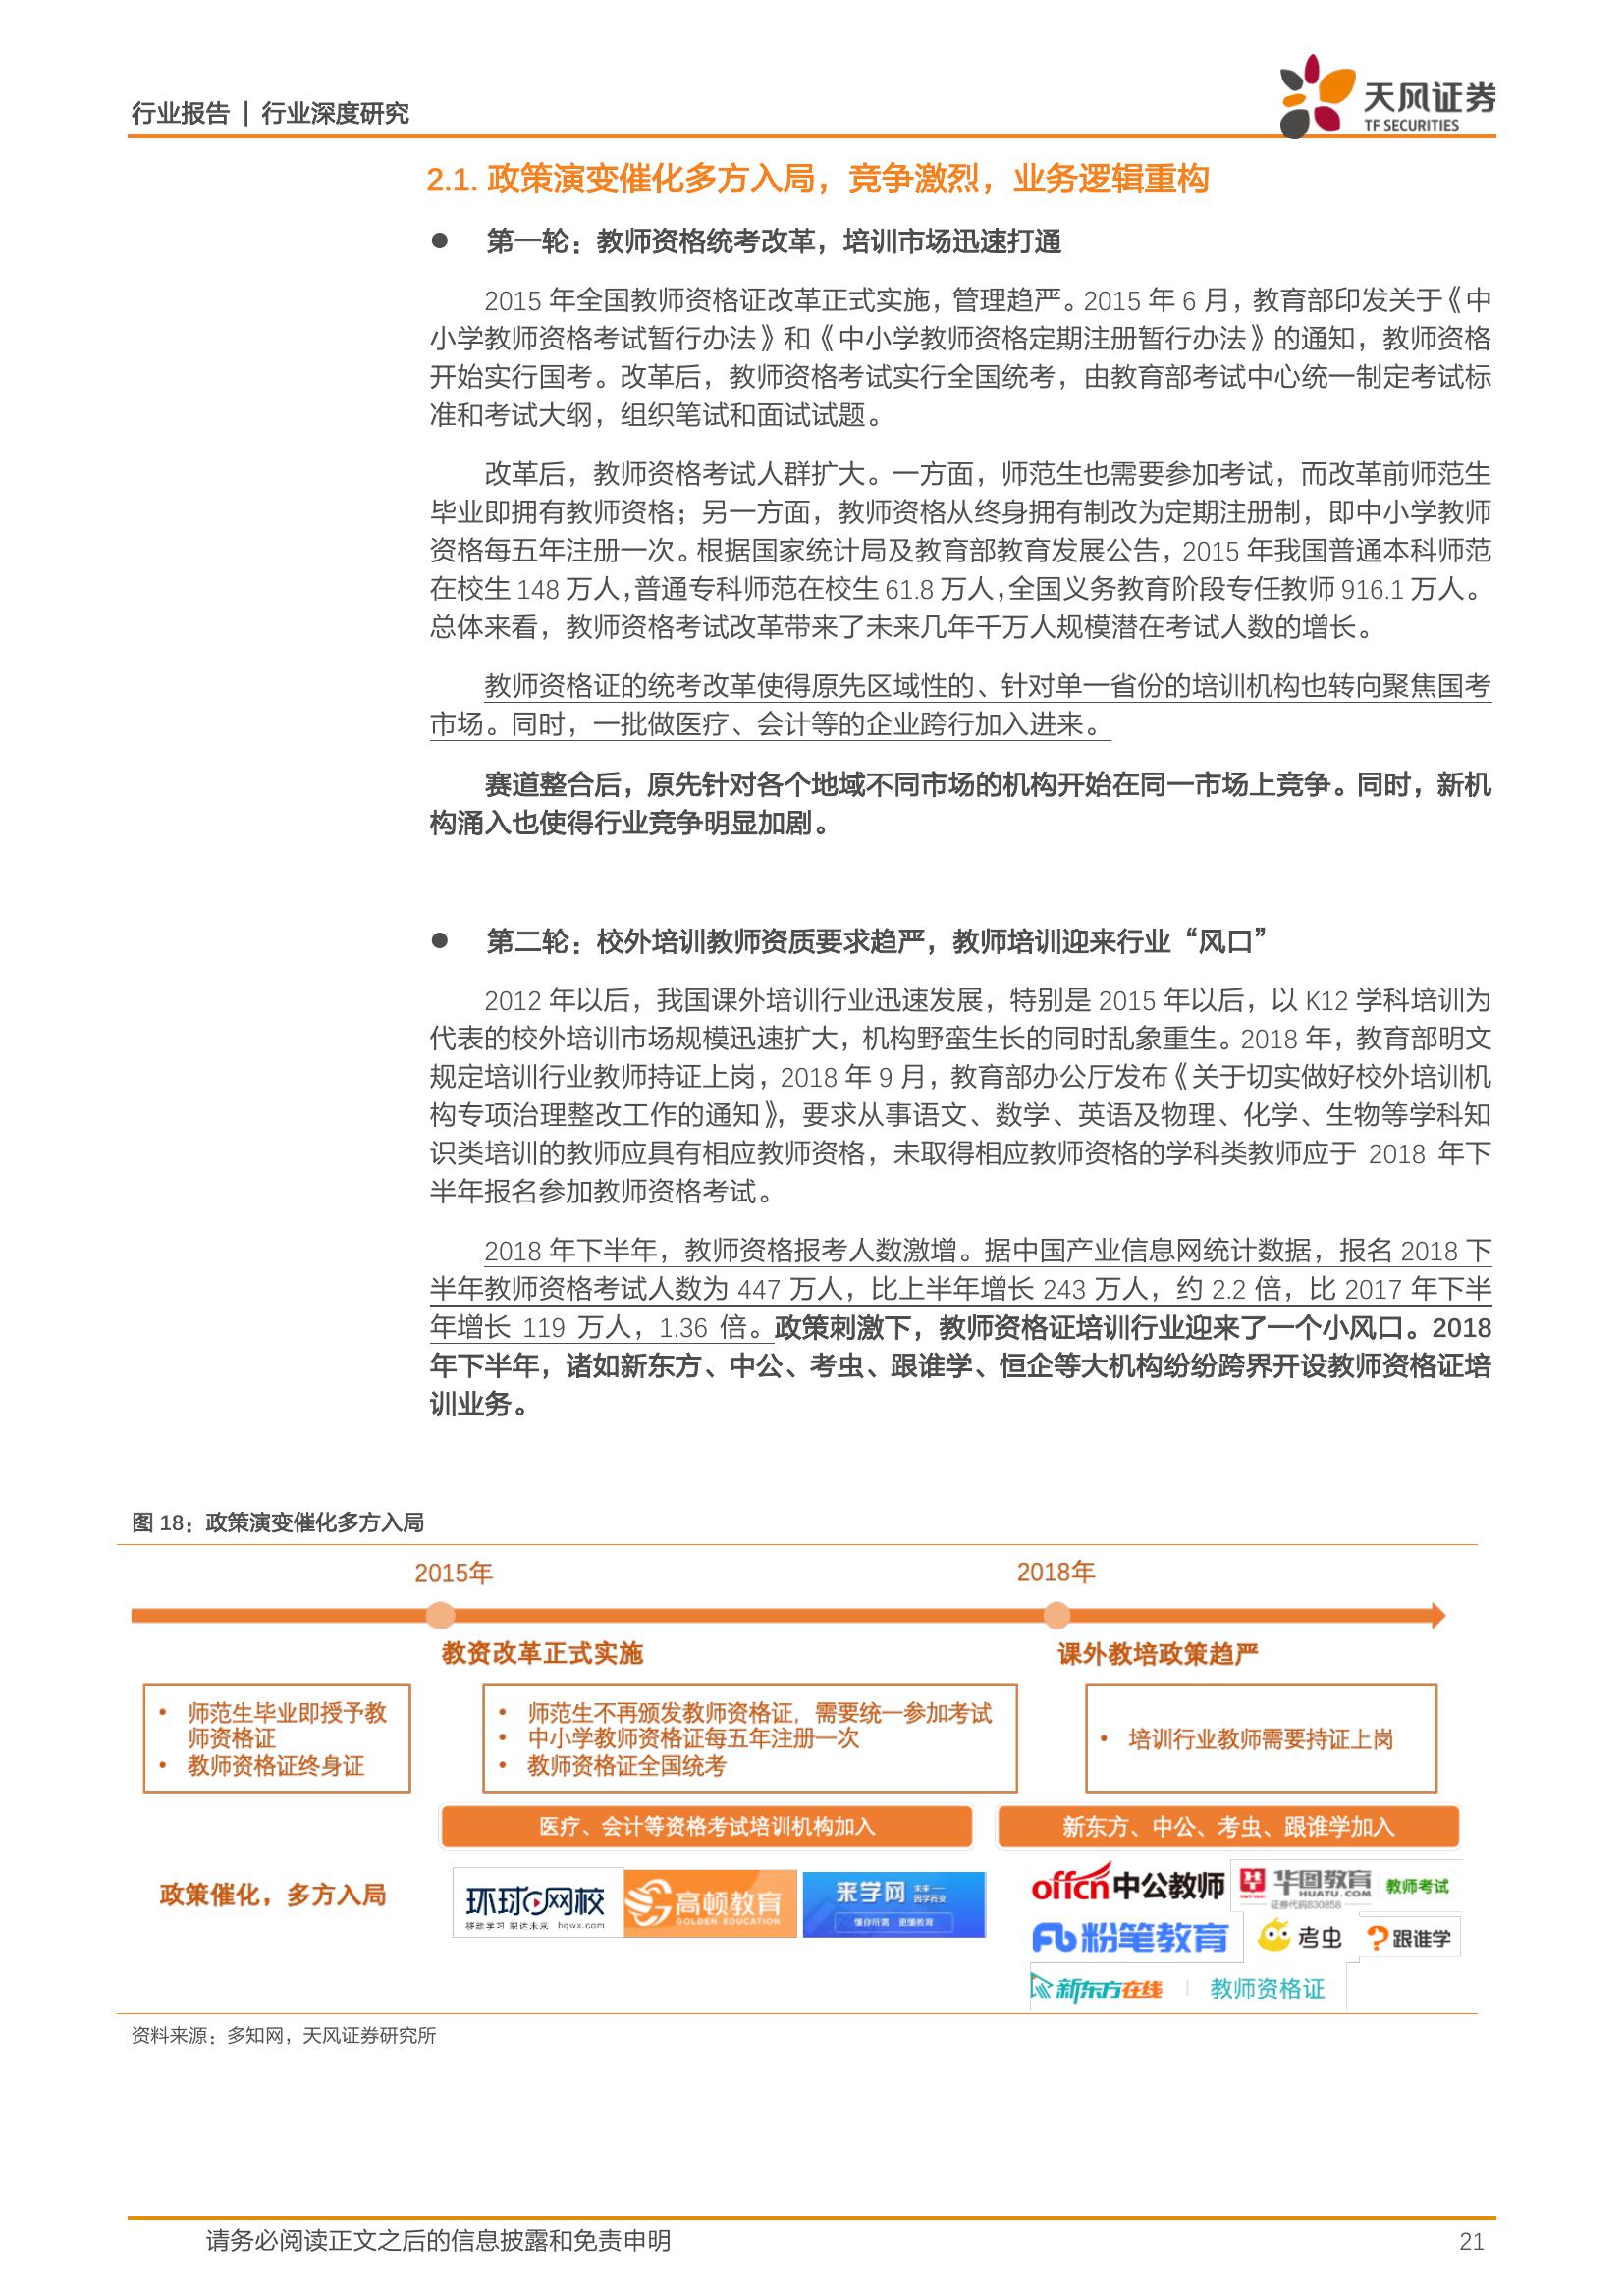 行业报告 | 行业深度研究
天风证券
TF SECURITIES
2.1. 政策演变催化多方入局，竞争激烈，业务逻辑重构
● 第一轮：教师资格统考改革，培训市场迅速打通
2015 年全国教师资格证改革正式实施，管理趋严。2015 年 6 月，教育部印发关于《中
小学教师资格考试暂行办法》和《中小学教师资格定期注册暂行办法》的通知，教师资格
开始实行国考。改革后，教师资格考试实行全国统考，由教育部考试中心统一制定考试标
准和考试大纲，组织笔试和面试试题。
改革后，教师资格考试人群扩大。一方面，师范生也需要参加考试，而改革前师范生
毕业即拥有教师资格；另一方面，教师资格从终身拥有制改为定期注册制，即中小学教师
资格每五年注册一次。根据国家统计局及教育部教育发展公告，2015 年我国普通本科师范
在校生 148 万人，普通专科师范在校生 61.8 万人，全国义务教育阶段专任教师 916.1 万人。
总体来看，教师资格考试改革带来了未来几年千万人规模潜在考试人数的增长。
教师资格证的统考改革使得原先区域性的、针对单一省份的培训机构也转向聚焦国考
市场。同时，一批做医疗、会计等的企业跨行加入进来。
赛道整合后，原先针对各个地域不同市场的机构开始在同一市场上竞争。同时，新机
构涌入也使得行业竞争明显加剧。
● 第二轮：校外培训教师资质要求趋严，教师培训迎来行业“风口”
2012 年以后，我国课外培训行业迅速发展，特别是 2015 年以后，以 K12 学科培训为
代表的校外培训市场规模迅速扩大，机构野蛮生长的同时乱象重生。2018 年，教育部明文
规定培训行业教师持证上岗，2018 年 9 月，教育部办公厅发布《关于切实做好校外培训机
构专项治理整改工作的通知》，要求从事语文、数学、英语及物理、化学、生物等学科知
识类培训的教师应具有相应教师资格，未取得相应教师资格的学科类教师应于 2018 年下
半年报名参加教师资格考试。
2018 年下半年，教师资格报考人数激增。据中国产业信息网统计数据，报名 2018 下
半年教师资格考试人数为 447 万人，比上半年增长 243 万人，约 2.2 倍，比 2017 年下半
年增长 119 万人，1.36 倍。政策刺激下，教师资格证培训行业迎来了一个小风口。2018
年下半年，诸如新东方、中公、考虫、跟谁学、恒企等大机构纷纷跨界开设教师资格证培
训业务。
图 18：政策演变催化多方入局
2015年 2018年
教资改革正式实施 课外教培政策趋严
• 师范生毕业即授予教
师资格证
• 教师资格证终身证
• 师范生不再颁发教师资格证，需要统一参加考试
• 中小学教师资格证每五年注册一次
• 教师资格证全国统考
• 培训行业教师需要持证上岗
医疗、会计等资格考试培训机构加入 新东方、中公、考虫、跟谁学加入
政策催化，多方入局
环球网校
移动学习 职达未来 hqwx.com
高顿教育
GOLDEN EDUCATION
来学网 未来一 因学而变
懂你所需 更懂教育
offcn中公教师
华图教育 教师考试
HUATU.COM
证券代码830858
粉笔教育 考虫 跟谁学
新东方在线 | 教师资格证
资料来源：多知网，天风证券研究所
请务必阅读正文之后的信息披露和免责申明 21